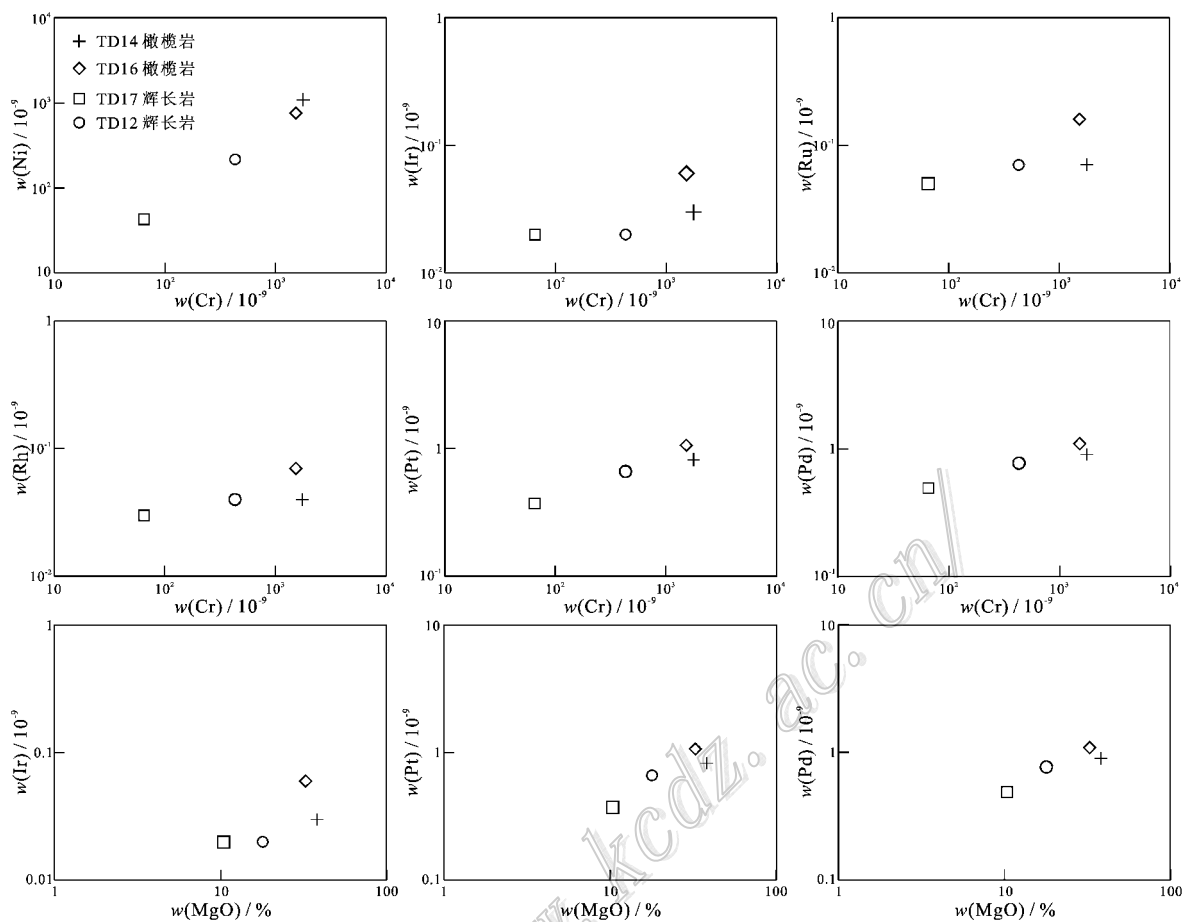 10⁴
w(Ni) / 10⁻⁹
10³
10²
10
+ TD14 橄榄岩
◇ TD16 橄榄岩
□ TD17 辉长岩
○ TD12 辉长岩
10 10² 10³ 10⁴
w(Cr) / 10⁻⁹
1
w(Ir) / 10⁻⁹
10⁻¹
10⁻²
10 10² 10³ 10⁴
w(Cr) / 10⁻⁹
1
w(Ru) / 10⁻⁹
10⁻¹
10⁻²
10 10² 10³ 10⁴
w(Cr) / 10⁻⁹
1
w(Rh) / 10⁻⁹
10⁻¹
10⁻²
10 10² 10³ 10⁴
w(Cr) / 10⁻⁹
10
w(Pt) / 10⁻⁹
1
10⁻¹
10 10² 10³ 10⁴
w(Cr) / 10⁻⁹
10
w(Pd) / 10⁻⁹
1
10⁻¹
10 10² 10³ 10⁴
w(Cr) / 10⁻⁹
1
w(Ir) / 10⁻⁹
0.1
0.01
1 10 100
w(MgO) / %
10
w(Pt) / 10⁻⁹
1
0.1
1 10 100
w(MgO) / %
10
w(Pd) / 10⁻⁹
1
0.1
1 10 100
w(MgO) / %
kcdz.ac.cn/